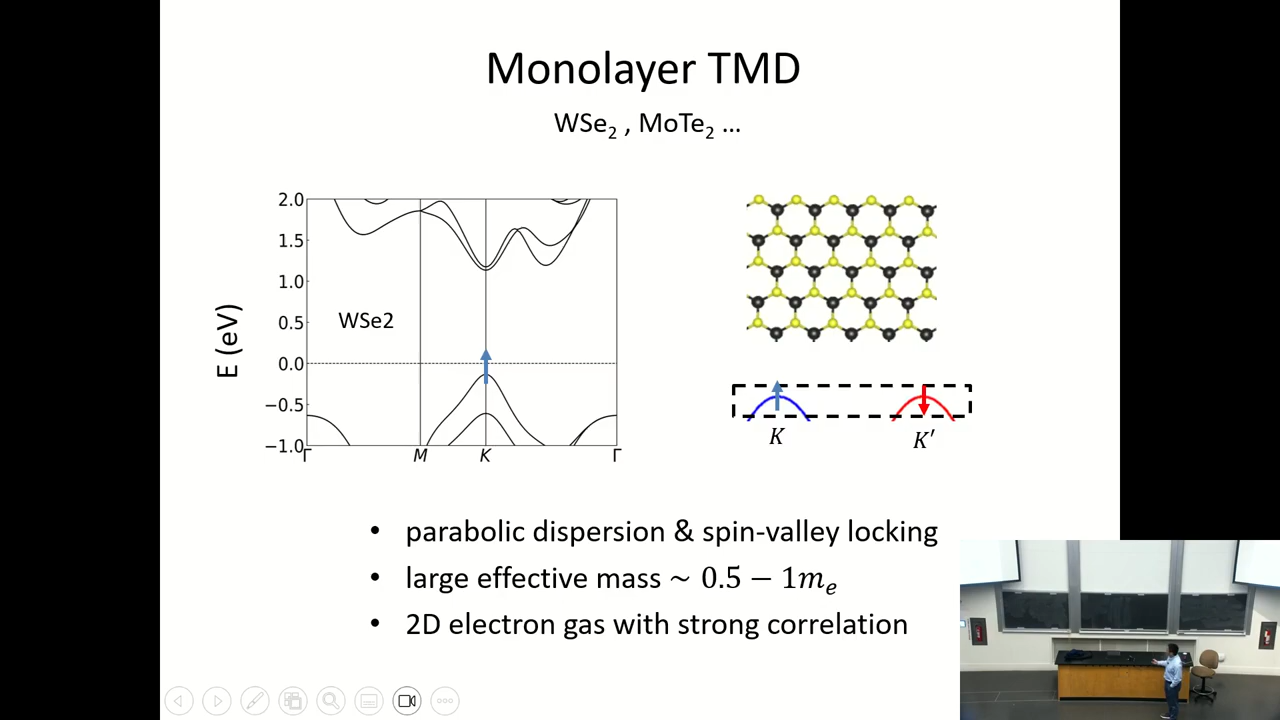 Monolayer TMD
WSe₂ , MoTe₂ ...
E (eV)
2.0
1.5
1.0
0.5
0.0
−0.5
−1.0
WSe2
Γ M K Γ
K K′
• parabolic dispersion & spin-valley locking
• large effective mass ~ 0.5 − 1mₑ
• 2D electron gas with strong correlation